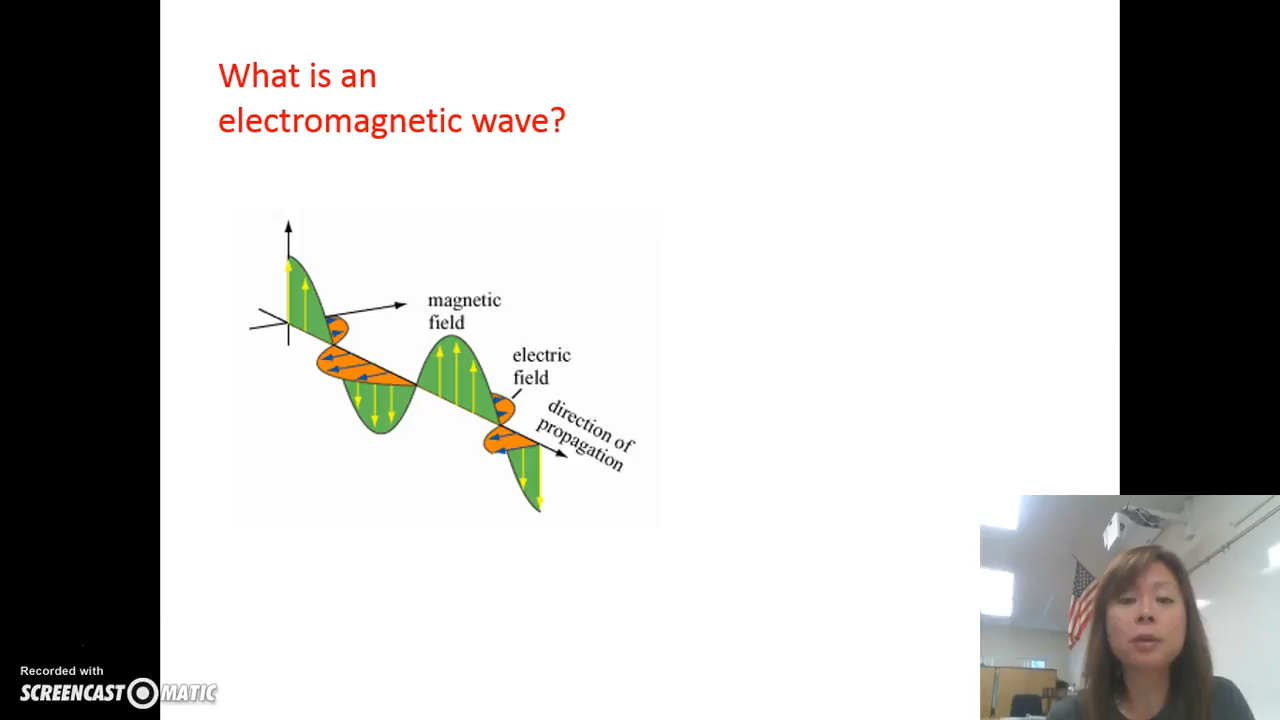 What is an
electromagnetic wave?
magnetic
field
electric
field
direction of
propagation
Recorded with
SCREENCAST MATIC